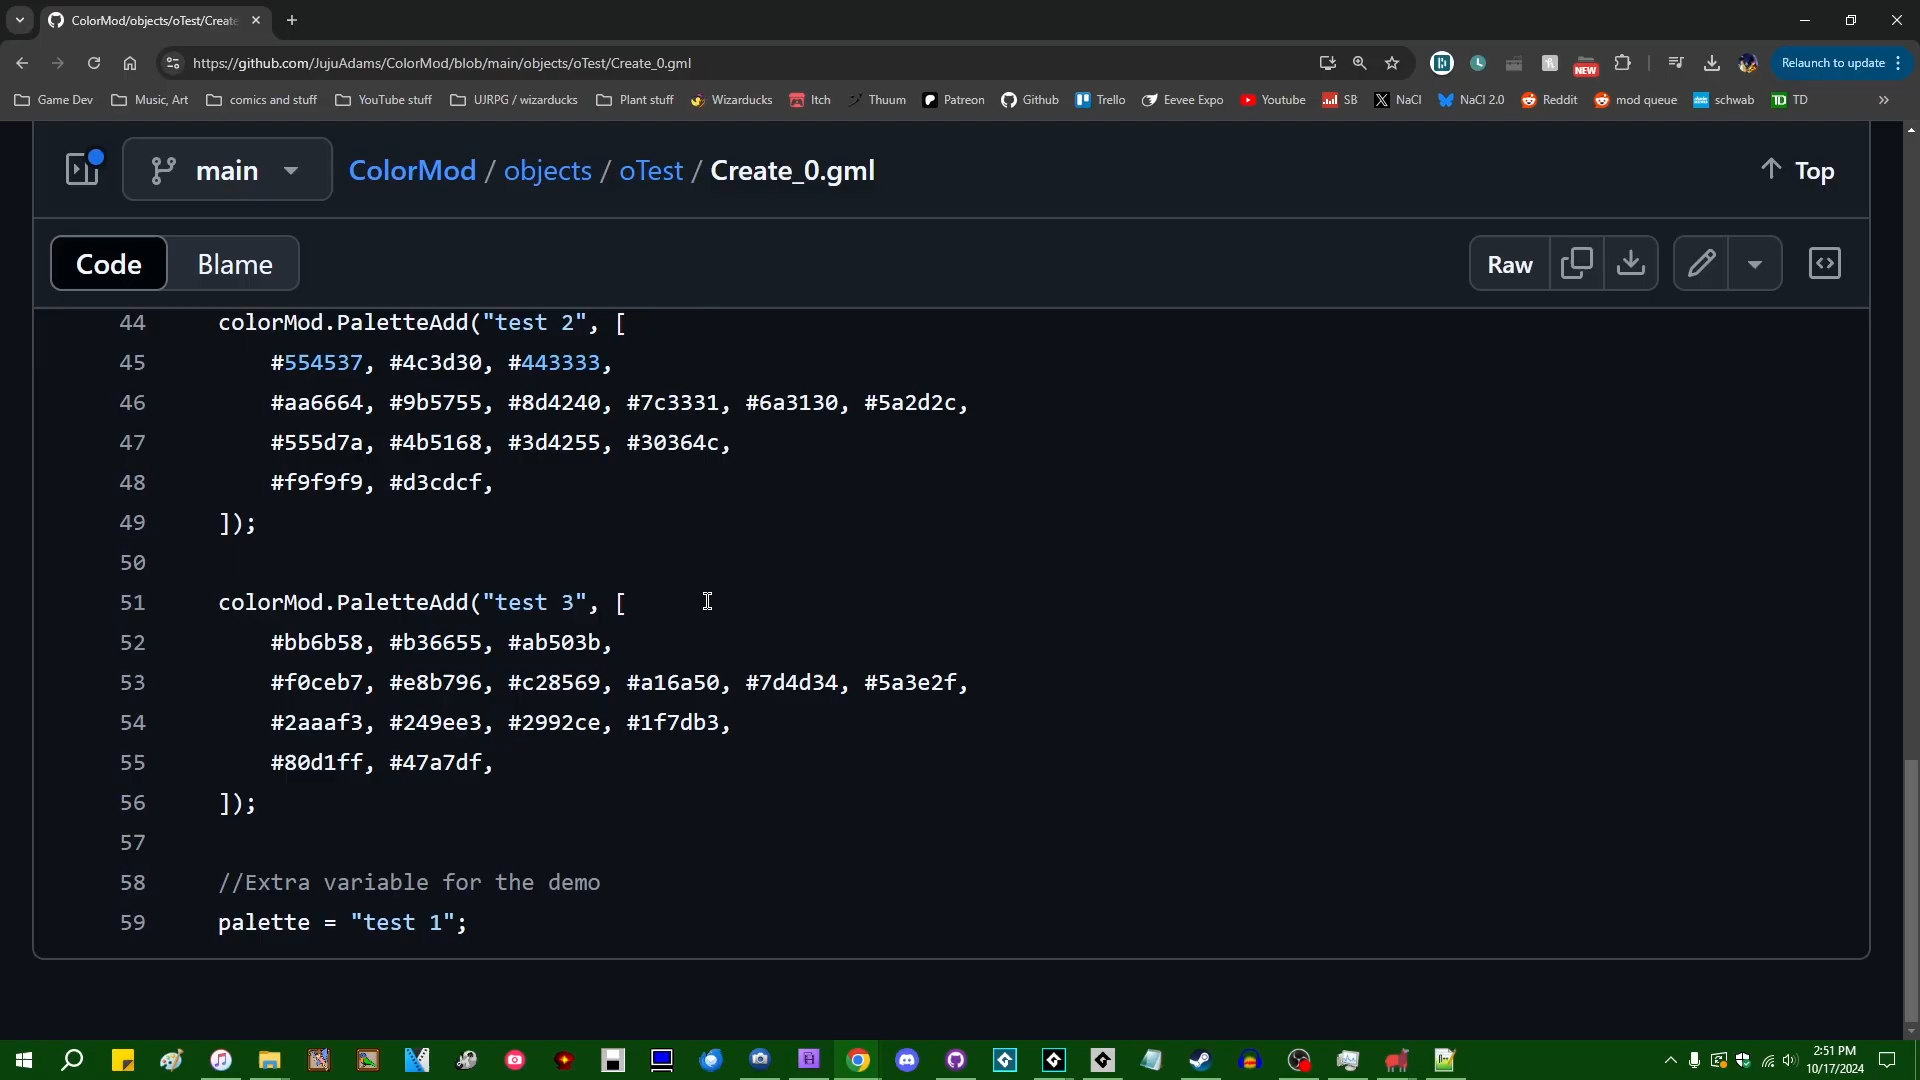 ColorMod/objects/oTest/Create
https://github.com/JujuAdams/ColorMod/blob/main/objects/oTest/Create_0.gml
NEW
Relaunch to update
Game Dev
Music, Art
comics and stuff
YouTube stuff
UJRPG / wizarducks
Plant stuff
Wizarducks
Itch
Thuum
Patreon
Github
Trello
Eevee Expo
Youtube
SB
NaCl
NaCl 2.0
Reddit
mod queue
schwab
TD
main
ColorMod / objects / oTest / Create_0.gml
Top
Code
Blame
Raw
44 colorMod.PaletteAdd("test 2", [
45 #554537, #4c3d30, #443333,
46 #aa6664, #9b5755, #8d4240, #7c3331, #6a3130, #5a2d2c,
47 #555d7a, #4b5168, #3d4255, #30364c,
48 #f9f9f9, #d3cdcf,
49 ]);
50
51 colorMod.PaletteAdd("test 3", [
52 #bb6b58, #b36655, #ab503b,
53 #f0ceb7, #e8b796, #c28569, #a16a50, #7d4d34, #5a3e2f,
54 #2aaaf3, #249ee3, #2992ce, #1f7db3,
55 #80d1ff, #47a7df,
56 ]);
57
58 //Extra variable for the demo
59 palette = "test 1";
2:51 PM
10/17/2024